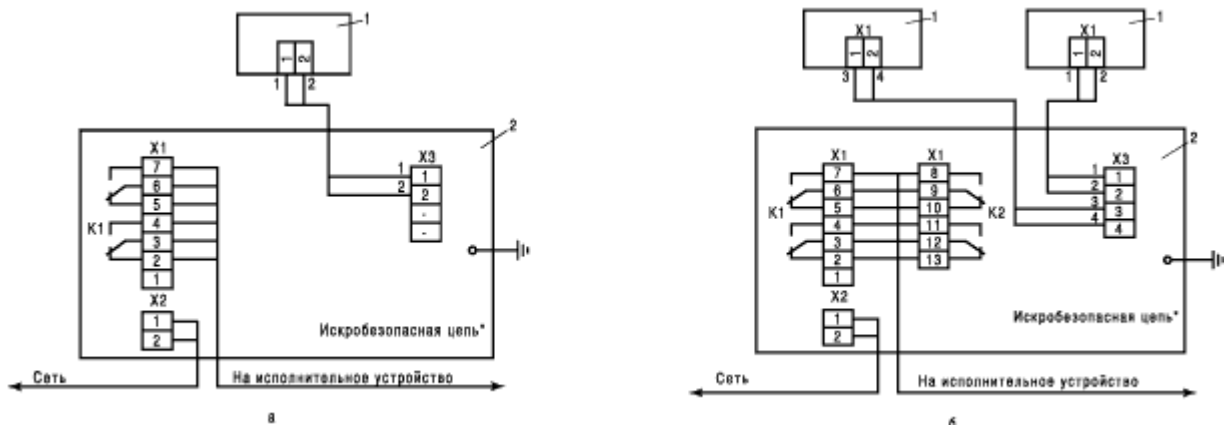 1
1 2
1 2
2
X1
7
6
5
4
3
2
1
K1
X3
1 1
2 2
-
-
X2
1
2
Искробезопасная цепь*
Сеть
На исполнительное устройство
а
1
X1
1 2
3 4
1
X1
1 2
1 2
2
X1 X1
7 8
6 9
5 10
4 11
3 12
2 13
1
K1
K2
X3
1 1
2 2
3 3
4 4
X2
1
2
Искробезопасная цепь*
Сеть
На исполнительное устройство
б